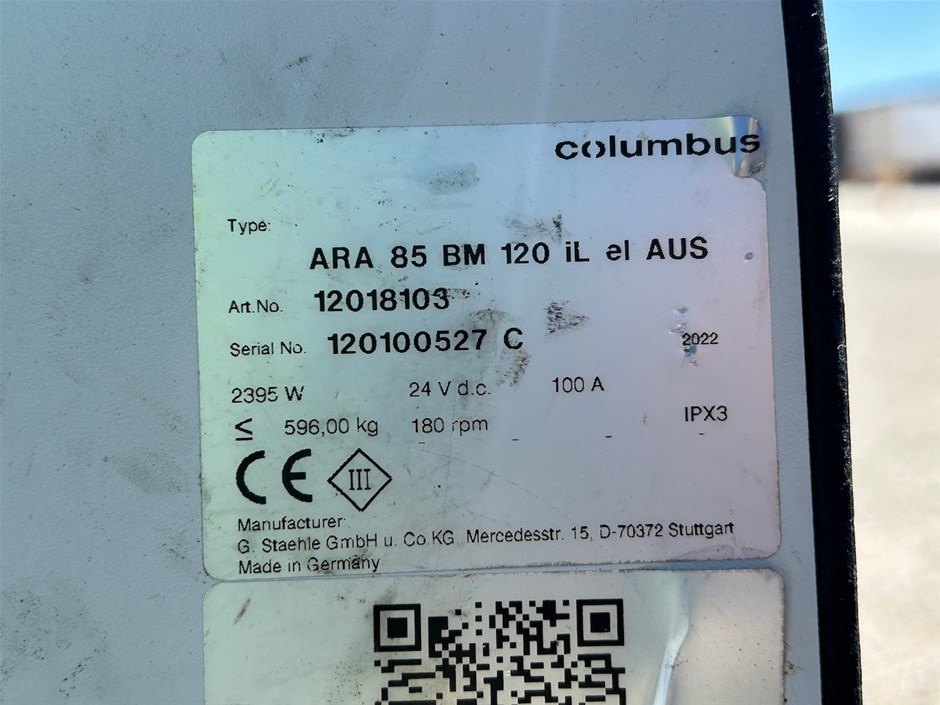 columbus
Type:
ARA 85 BM 120 iL el AUS
Art.No. 12018103
Serial No. 120100527 C 2022
2395 W 24 V d.c. 100 A
≤ 596,00 kg 180 rpm IPX3
CE III
Manufacturer:
G. Staehle GmbH u. Co.KG, Mercedesstr. 15, D-70372 Stuttgart
Made in Germany